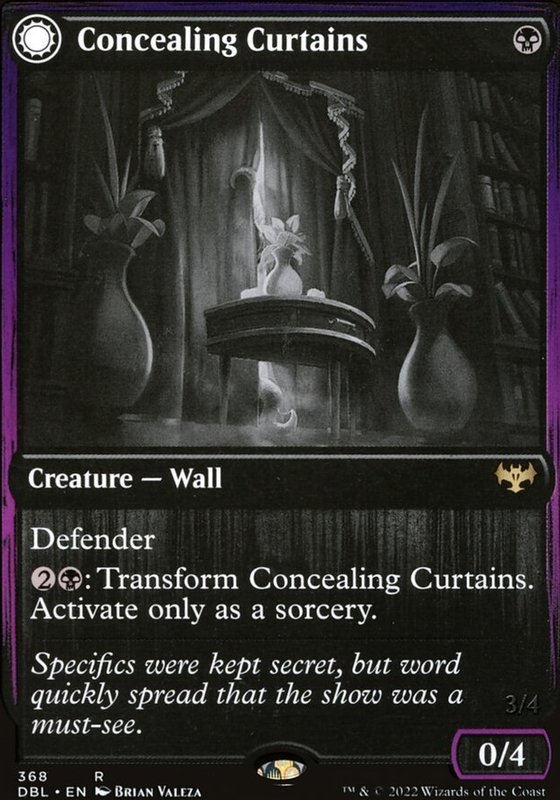 Concealing Curtains
Creature — Wall
Defender
2: Transform Concealing Curtains.
Activate only as a sorcery.
Specifics were kept secret, but word
quickly spread that the show was a
must-see.
3/4
0/4
368 R
DBL • EN Brian Valeza
™ & © 2022 Wizards of the Coast